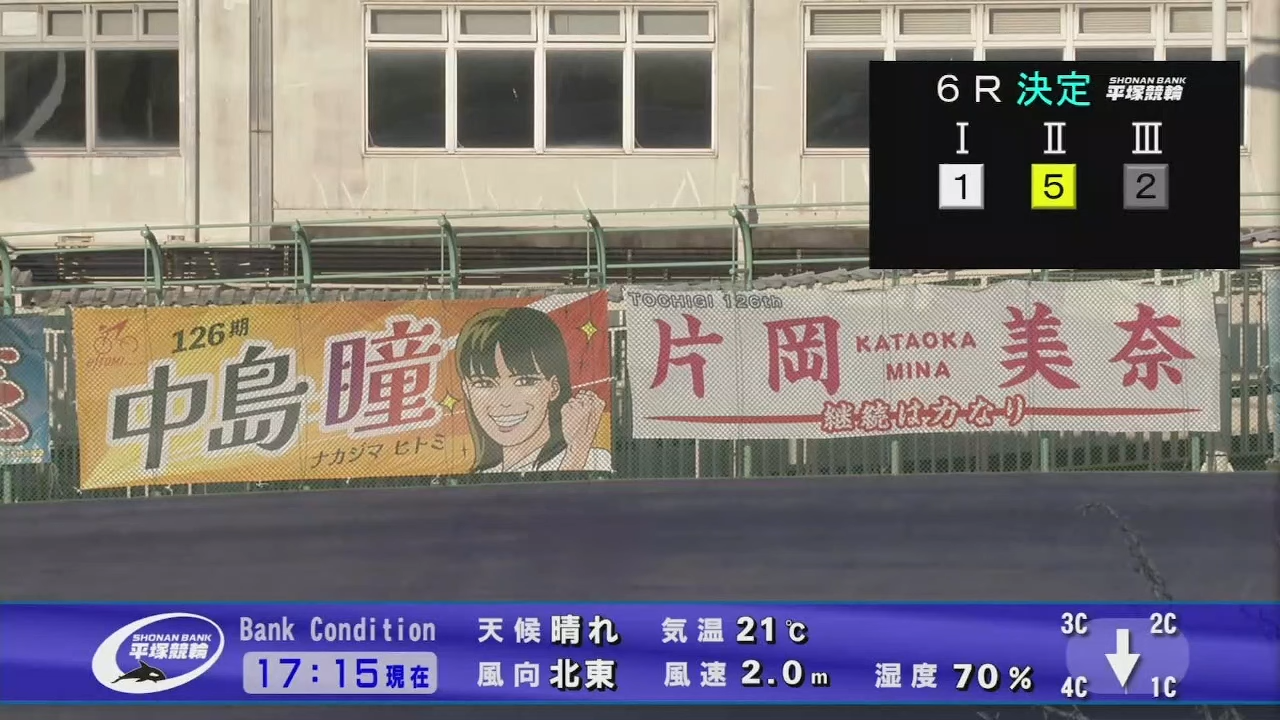 6R 決定 SHONAN BANK 平塚競輪
I II III
1 5 2
TOCHIGI 126th
126期
中島 瞳
ナカジマ ヒトミ
片岡 KATAOKA MINA 美奈
継続は力なり
SHONAN BANK
平塚競輪
Bank Condition
17:15現在
天候 晴れ 気温 21℃
風向 北東 風速 2.0m 湿度 70%
3C 2C
4C 1C